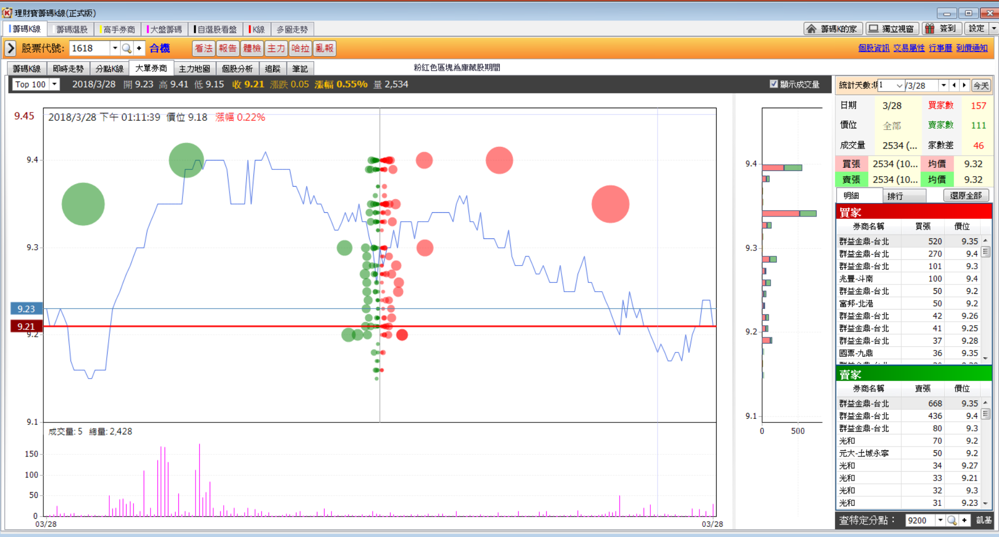 理財寶籌碼k線(正式版)
籌碼K線 籌碼選股 高手券商 大盤籌碼 自選股看盤 K線 多圖走勢 籌碼K的家 獨立視窗 簽到 設定
股票代號: 1618 合機 看法 報告 體檢 主力 哈拉 亂報 個股資訊 交易屬性 行事曆 到價通知
籌碼K線 即時走勢 分點K線 大單券商 主力地圖 個股分析 追蹤 筆記 粉紅色區塊為庫藏股期間
Top 100 2018/3/28 開 9.23 高 9.41 低 9.15 收 9.21 漲跌 0.05 漲幅 0.55% 量 2,534 顯示成交量
9.45 2018/3/28 下午 01:11:39 價位 9.18 漲幅 0.22%
9.4
9.3
9.23
9.21
9.2
9.1
成交量: 5 總量: 2,428
150
100
50
0
03/28 03/28
9.4
9.3
9.2
9.1
0 500
統計天數: 1 /3/28 今天
日期 3/28 買家數 157
價位 全部 賣家數 111
成交量 2534 (... 家數差 46
買張 2534 (10... 均價 9.32
賣張 2534 (10... 均價 9.32
明細 排行 還原全部
買家
券商名稱 買張 價位
群益金鼎-台北 520 9.35
群益金鼎-台北 270 9.4
群益金鼎-台北 101 9.3
兆豐-斗南 100 9.4
群益金鼎-台北 50 9.2
富邦-北港 50 9.2
群益金鼎-台北 42 9.26
群益金鼎-台北 41 9.25
群益金鼎-台北 37 9.28
國票-九鼎 36 9.35
賣家
券商名稱 賣張 價位
群益金鼎-台北 668 9.35
群益金鼎-台北 436 9.4
群益金鼎-台北 80 9.3
光和 70 9.2
元大-土城永寧 50 9.2
光和 34 9.27
光和 33 9.21
光和 32 9.3
光和 31 9.23
查特定分點： 9200 凱基